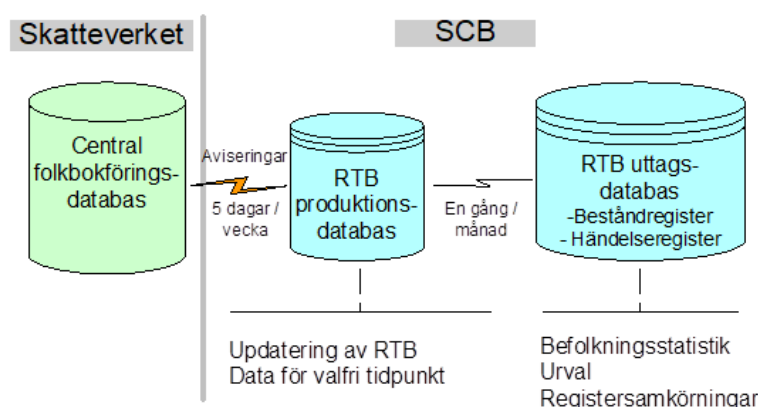 Skatteverket
SCB
Central
folkbokförings-
databas
Aviseringar
5 dagar /
vecka
RTB
produktions-
databas
En gång /
månad
RTB uttags-
databas
-Beståndregister
- Händelseregister
Updatering av RTB
Data för valfri tidpunkt
Befolkningsstatistik
Urval
Registersamkörningar